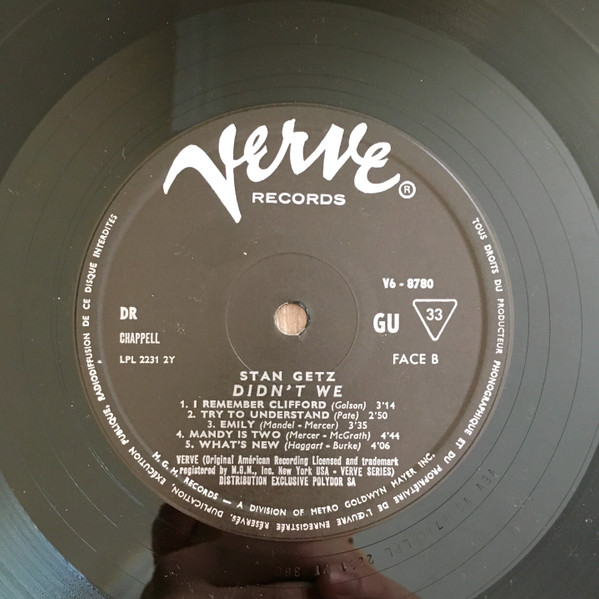 Verve
RECORDS ®
V6 - 8780
DR
CHAPPELL
LPL 2231 2Y
GU 33
FACE B
STAN GETZ
DIDN'T WE
1. I REMEMBER CLIFFORD (Golson) 3'14
2. TRY TO UNDERSTAND (Pate) 2'50
3. EMILY (Mandel - Mercer) 3'35
4. MANDY IS TWO (Mercer - McGrath) 4'44
5. WHAT'S NEW (Haggart - Burke) 4'06
VERVE (Original Américan Recording Licensed and trademark
registered by M.G.M., Inc. New York USA - VERVE SERIES)
DISTRIBUTION EXCLUSIVE POLYDOR SA
M.G.M. RECORDS — A DIVISION OF METRO GOLDWYN MAYER INC.
TOUS DROITS DU PRODUCTEUR PHONOGRAPHIQUE ET DU PROPRIÉTAIRE DE L'ŒUVRE ENREGISTRÉE RÉSERVÉS, DUPLICATION, EXÉCUTION PUBLIQUE, RADIODIFFUSION DE CE DISQUE INTERDITES